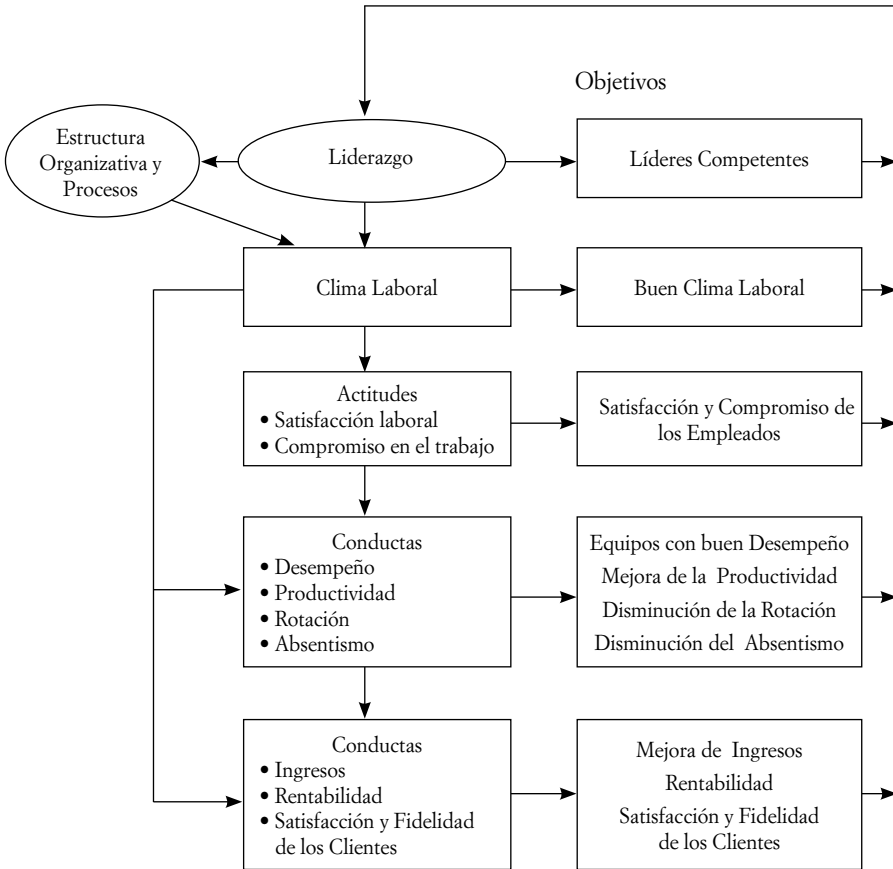 Objetivos
Estructura
Organizativa y
Procesos
Liderazgo
Líderes Competentes
Clima Laboral
Buen Clima Laboral
Actitudes
• Satisfacción laboral
• Compromiso en el trabajo
Satisfacción y Compromiso de
los Empleados
Conductas
• Desempeño
• Productividad
• Rotación
• Absentismo
Equipos con buen Desempeño
Mejora de la Productividad
Disminución de la Rotación
Disminución del Absentismo
Conductas
• Ingresos
• Rentabilidad
• Satisfacción y Fidelidad
de los Clientes
Mejora de Ingresos
Rentabilidad
Satisfacción y Fidelidad
de los Clientes